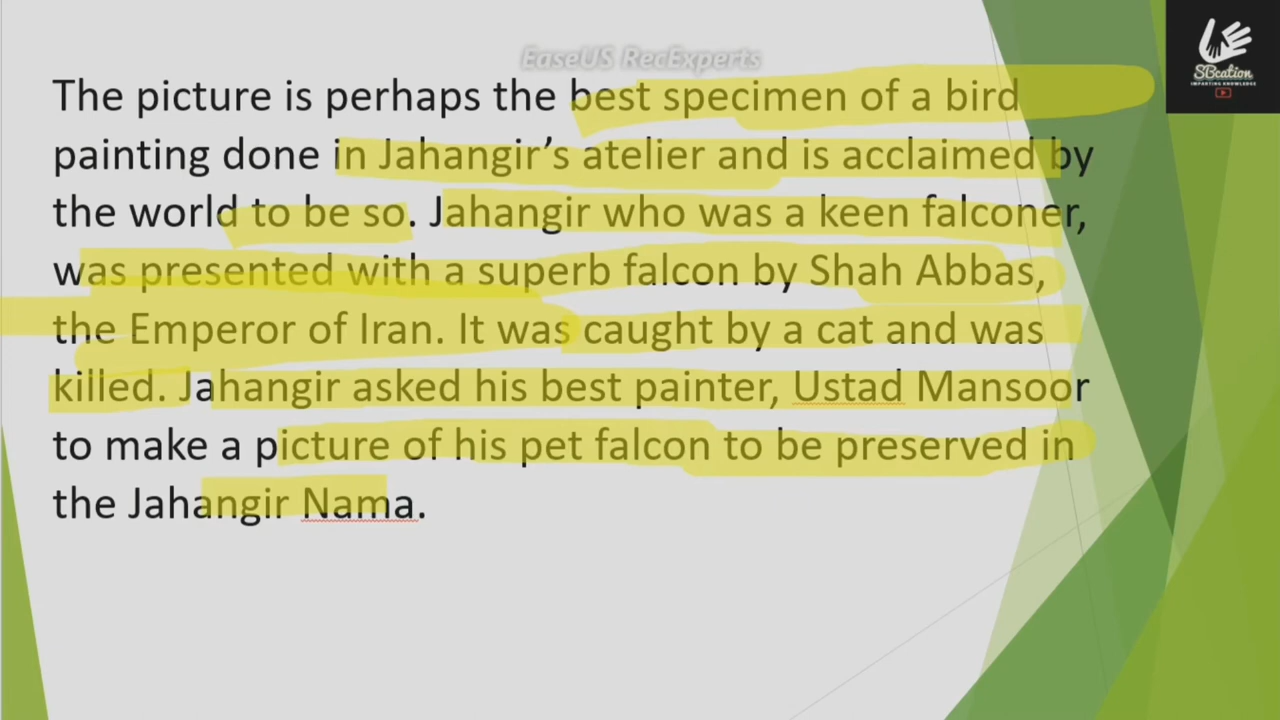 EaseUS RecExperts
The picture is perhaps the best specimen of a bird
painting done in Jahangir’s atelier and is acclaimed by
the world to be so. Jahangir who was a keen falconer,
was presented with a superb falcon by Shah Abbas,
the Emperor of Iran. It was caught by a cat and was
killed. Jahangir asked his best painter, Ustad Mansoor
to make a picture of his pet falcon to be preserved in
the Jahangir Nama.
SBcation
IMPARTING KNOWLEDGE